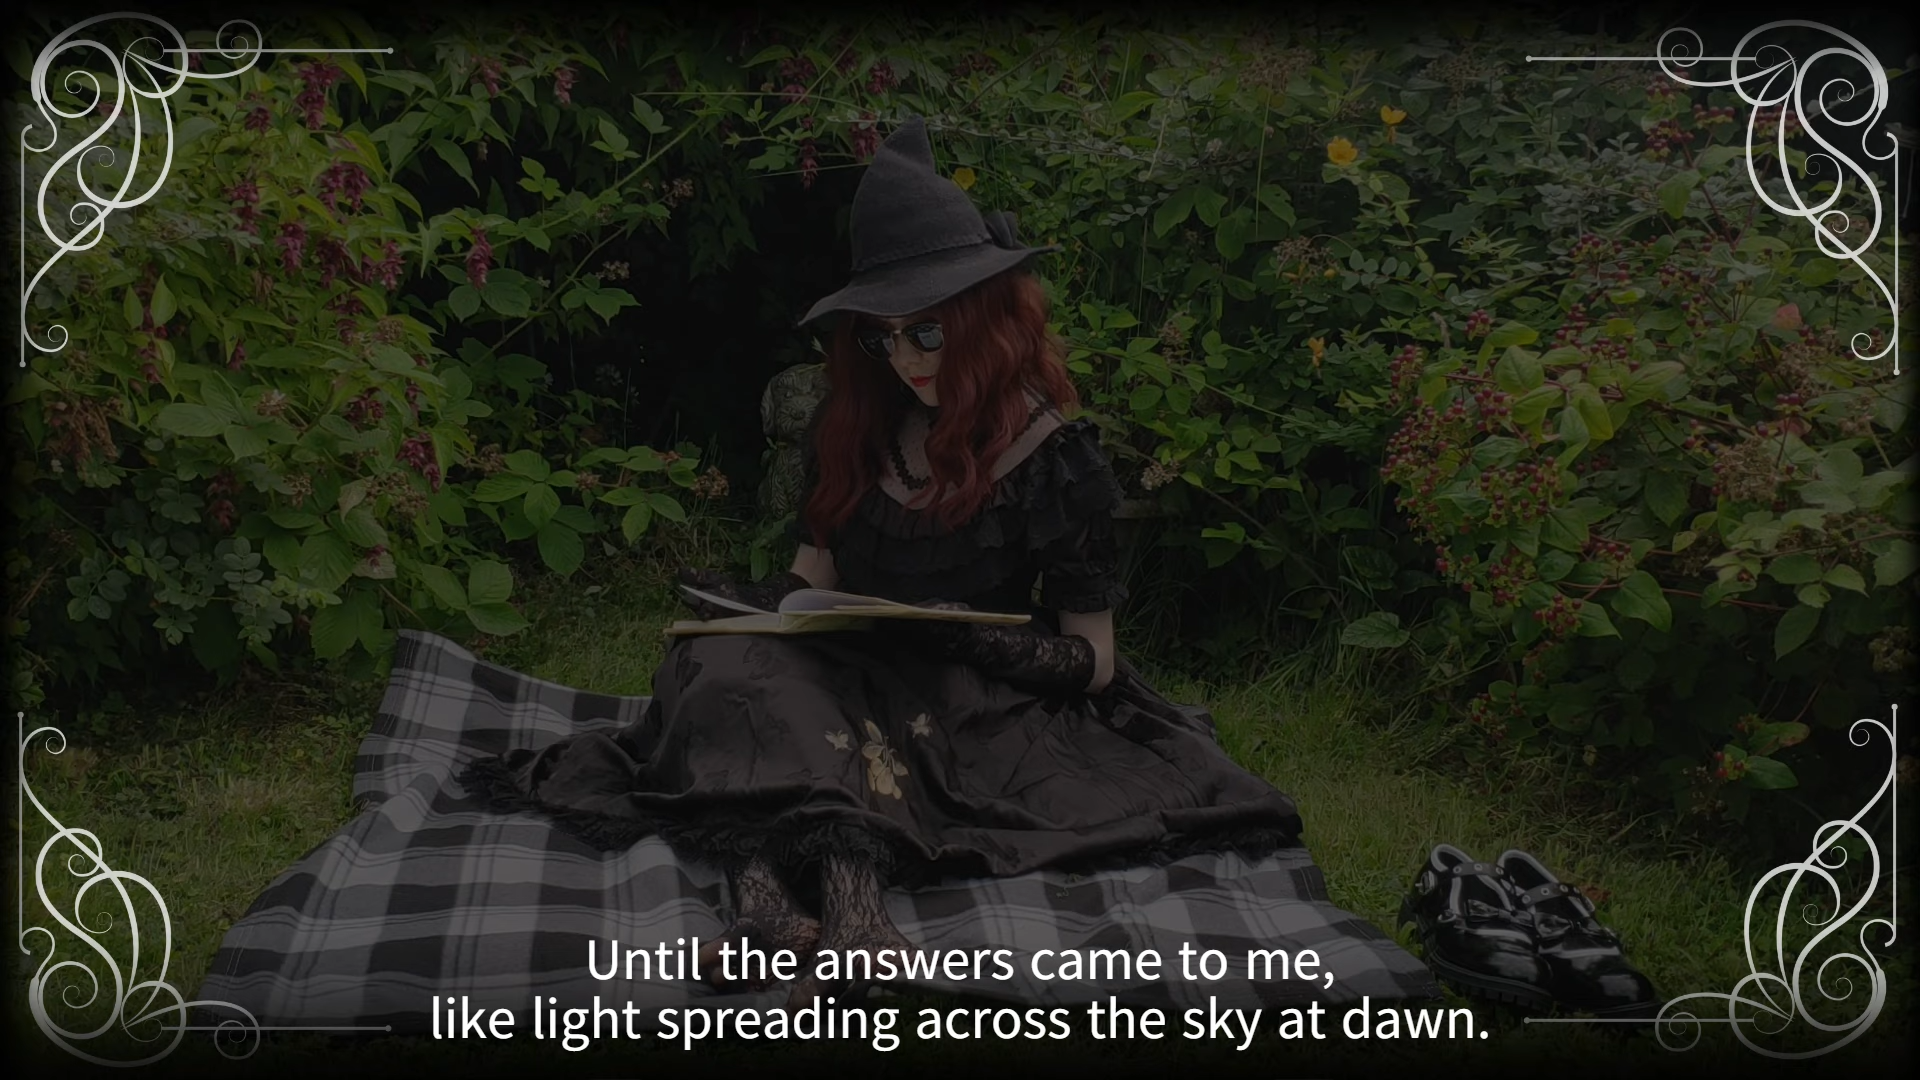 Until the answers came to me,
like light spreading across the sky at dawn.